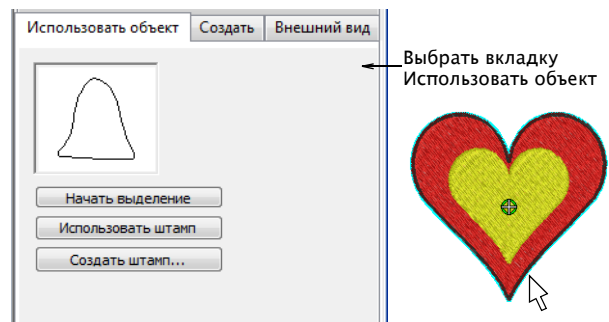 Использовать объект Создать Внешний вид
Выбрать вкладку
Использовать объект
Начать выделение
Использовать штамп
Создать штамп...